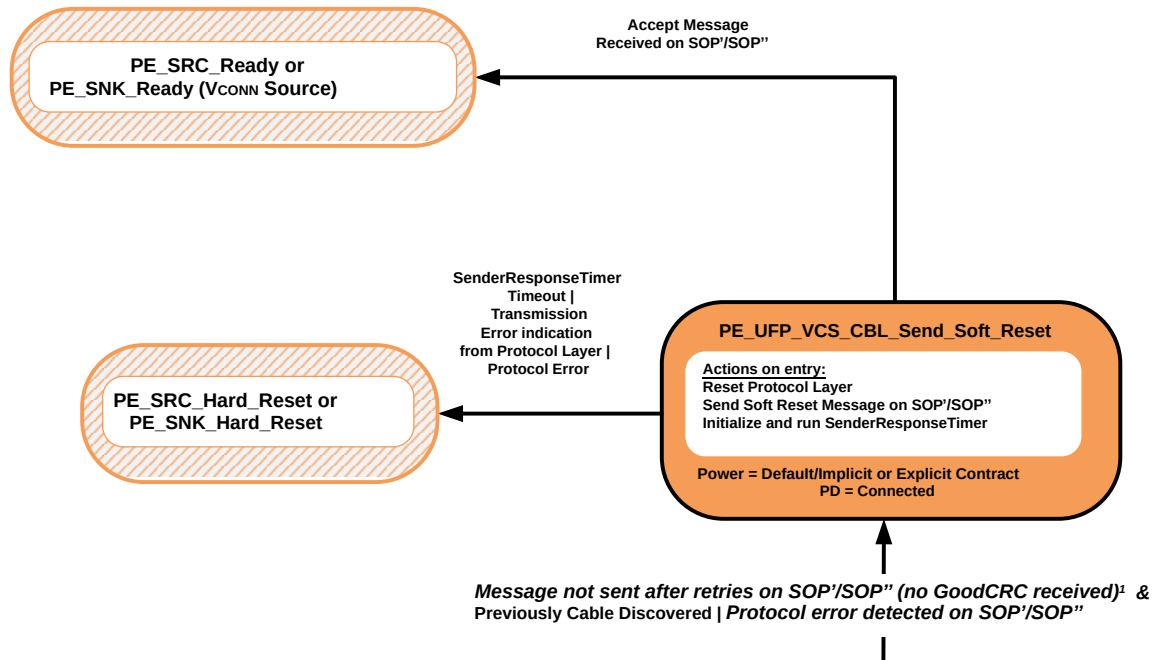 Accept Message
Received on SOP’/SOP’’
PE_SRC_Ready or
PE_SNK_Ready (VCONN Source)
SenderResponseTimer
Timeout |
Transmission
Error indication
from Protocol Layer |
Protocol Error
PE_SRC_Hard_Reset or
PE_SNK_Hard_Reset
PE_UFP_VCS_CBL_Send_Soft_Reset
Actions on entry:
Reset Protocol Layer
Send Soft Reset Message on SOP’/SOP’’
Initialize and run SenderResponseTimer
Power = Default/Implicit or Explicit Contract
PD = Connected
Message not sent after retries on SOP’/SOP’’ (no GoodCRC received)¹ &
Previously Cable Discovered | Protocol error detected on SOP’/SOP’’